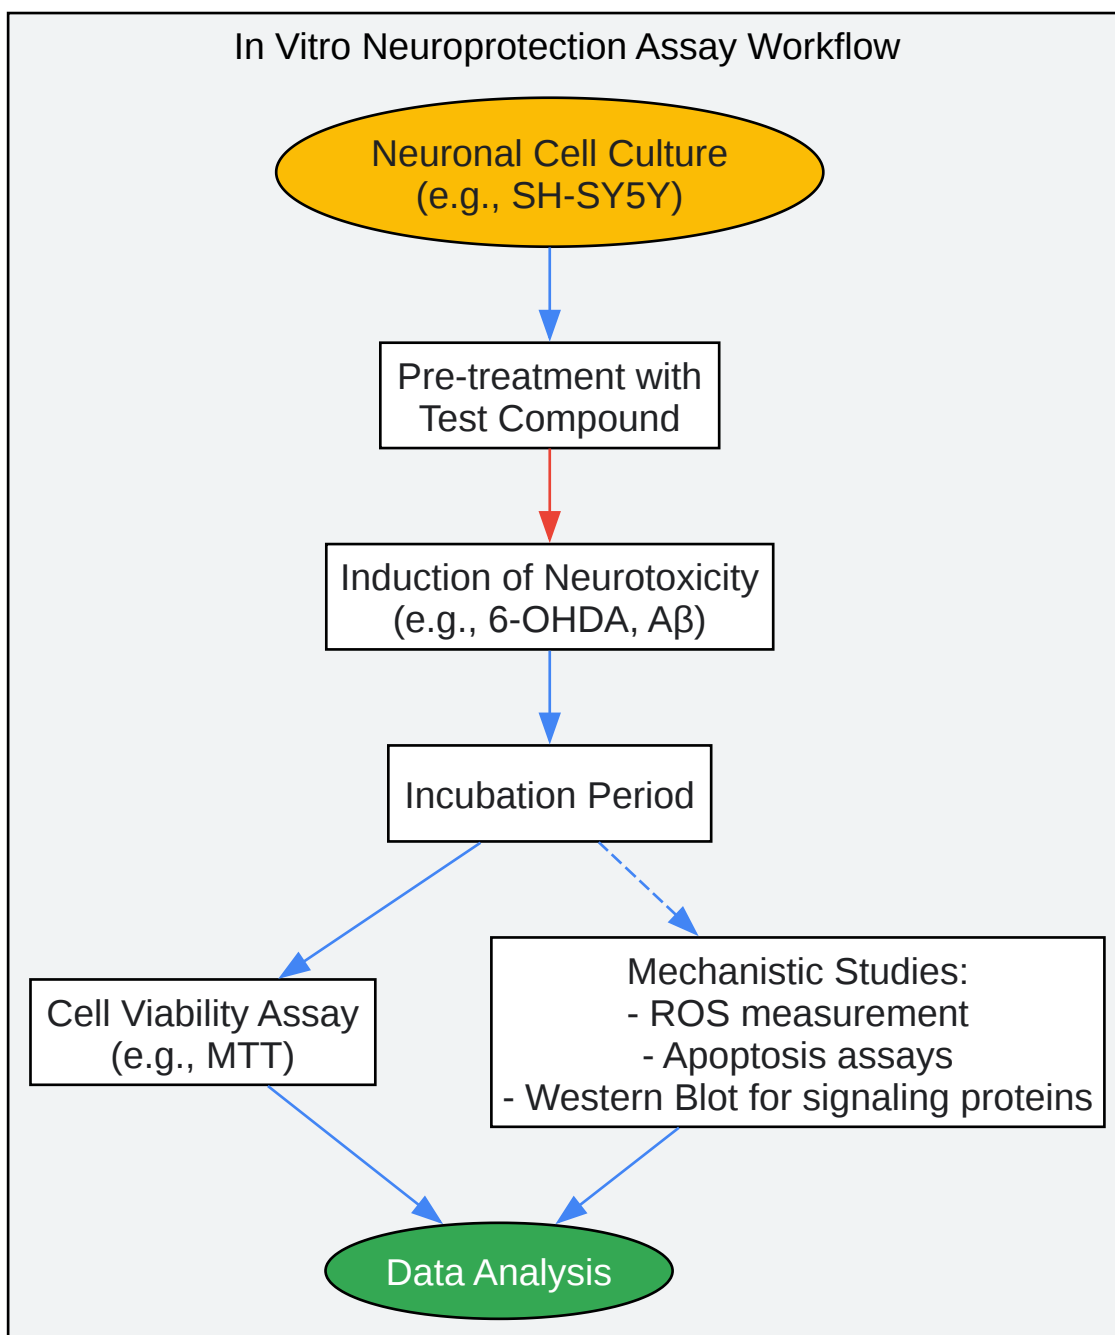 In Vitro Neuroprotection Assay Workflow
Neuronal Cell Culture
(e.g., SH-SY5Y)
Pre-treatment with
Test Compound
Induction of Neurotoxicity
(e.g., 6-OHDA, Aβ)
Incubation Period
Cell Viability Assay
(e.g., MTT)
Mechanistic Studies:
- ROS measurement
- Apoptosis assays
- Western Blot for signaling proteins
Data Analysis